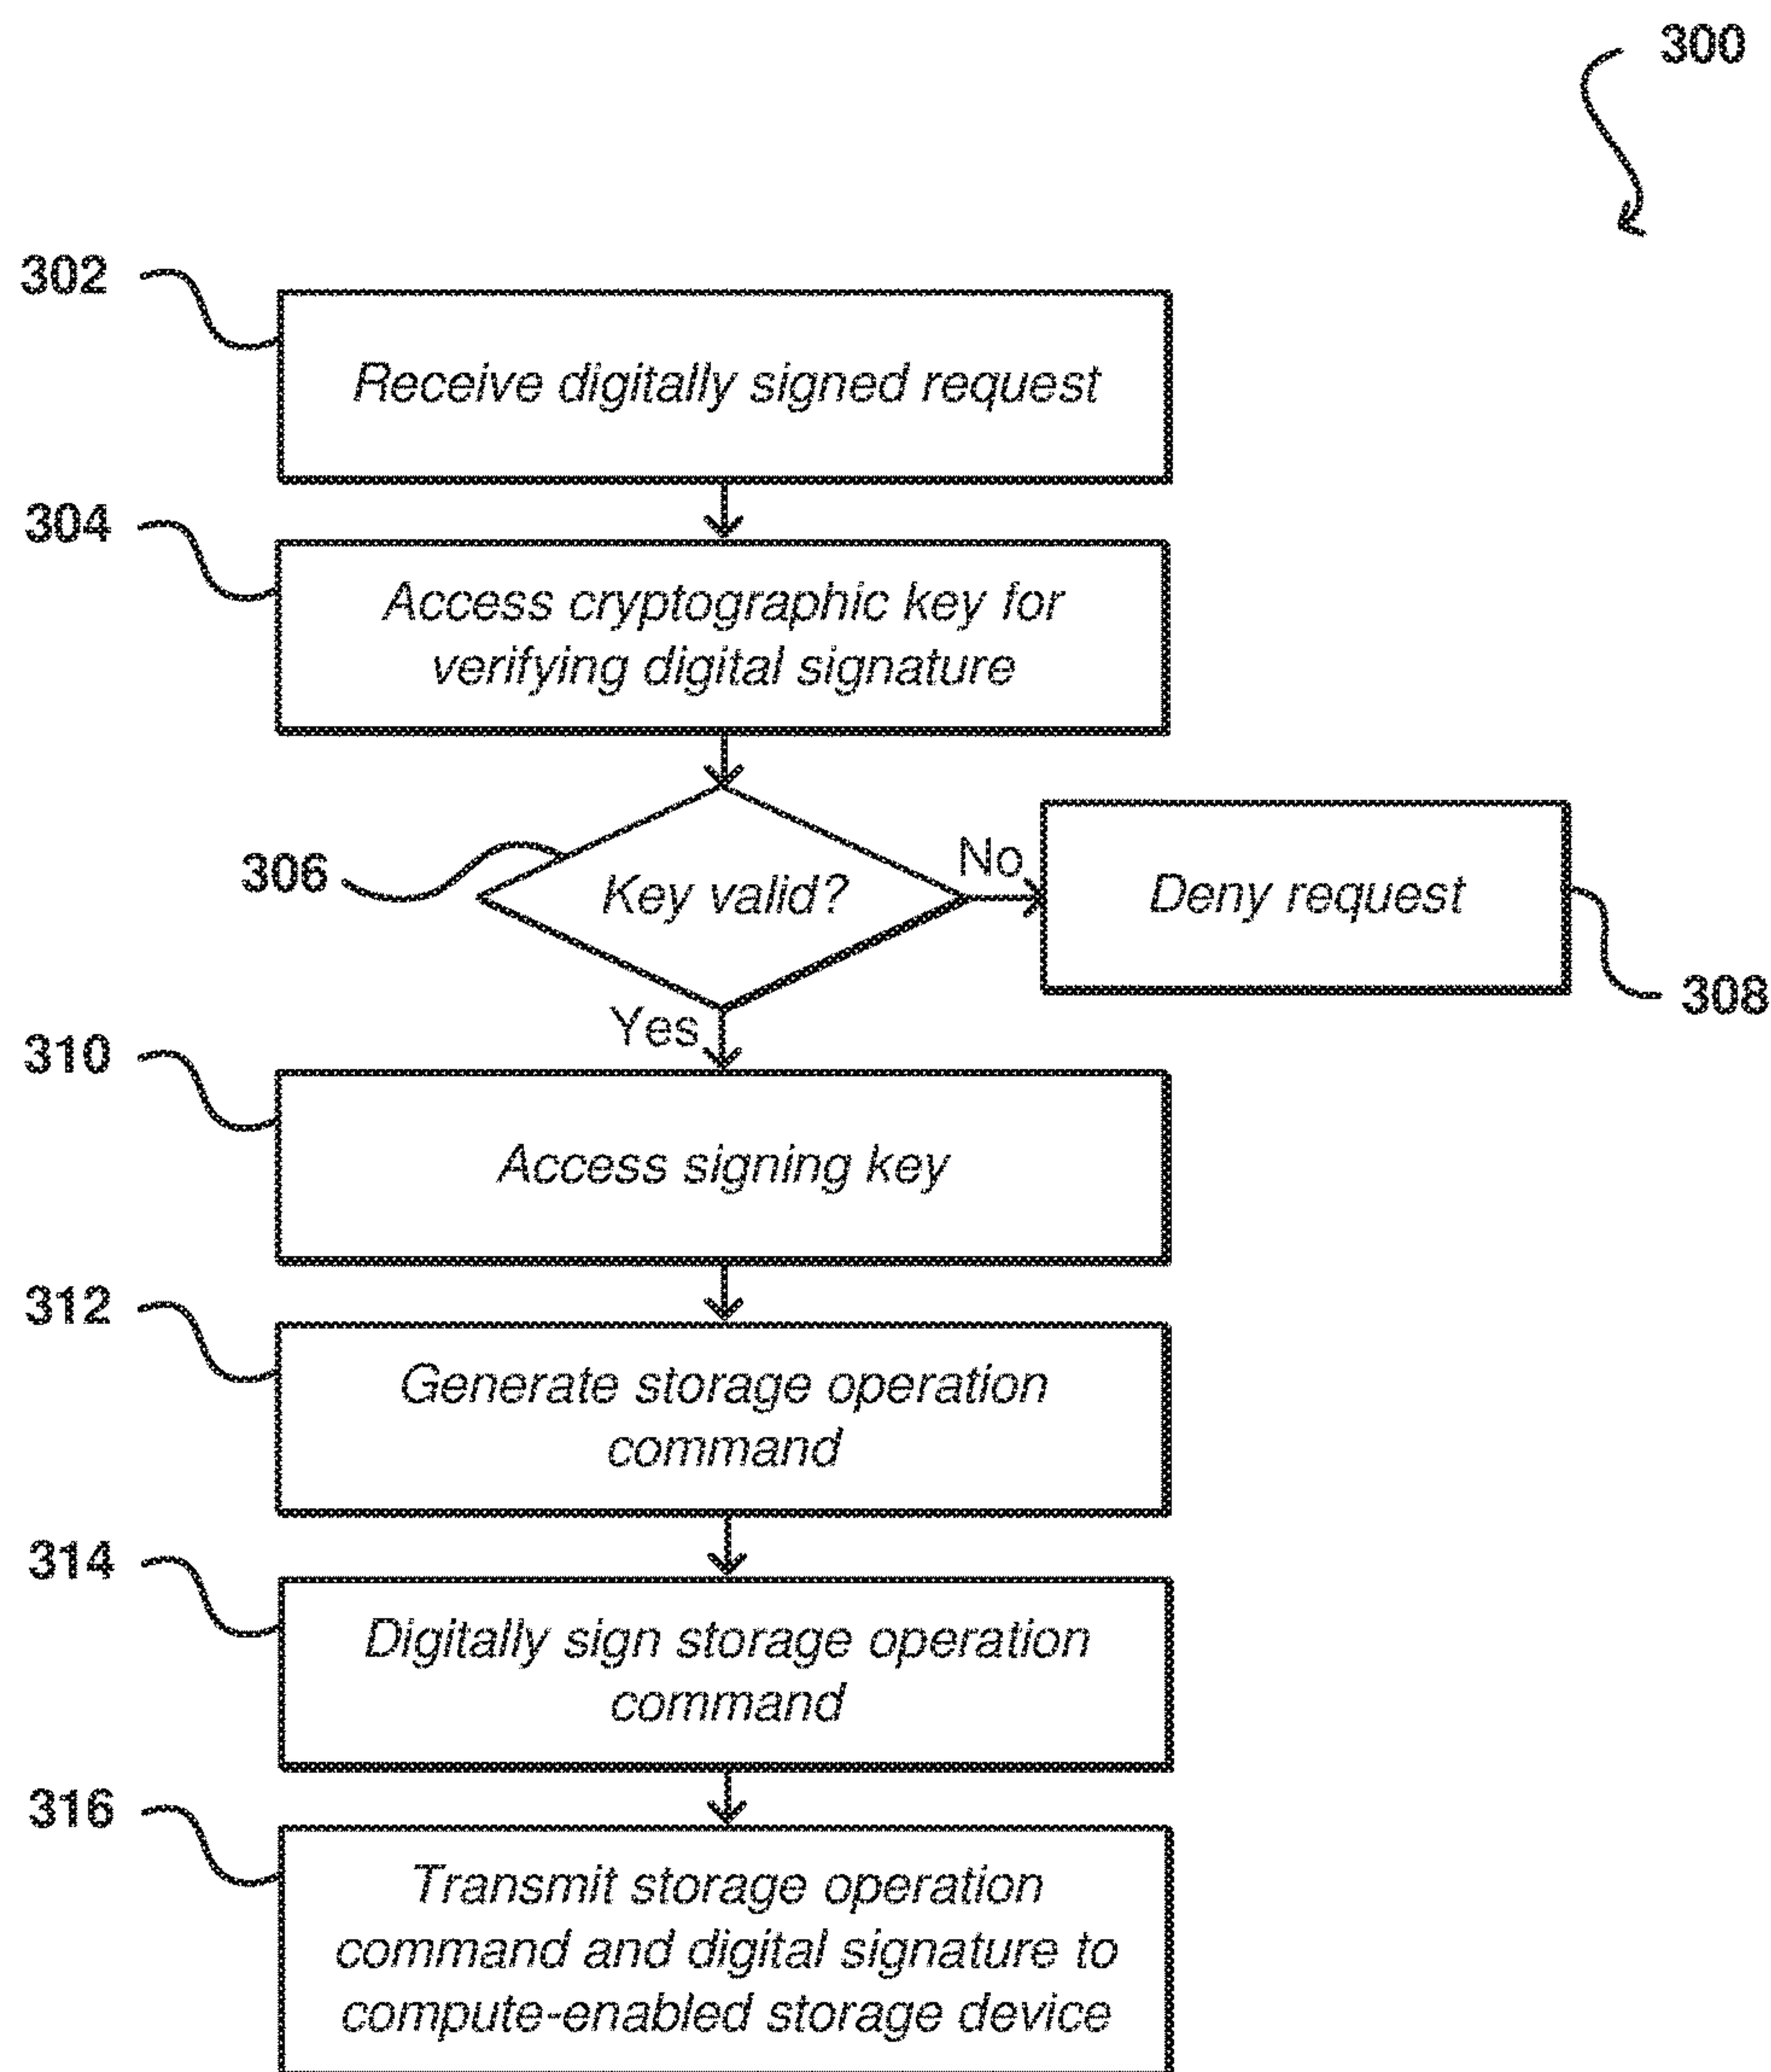 300
302
Receive digitally signed request
304
Access cryptographic key for
verifying digital signature
306
Key valid?
No
Deny request
308
Yes
310
Access signing key
312
Generate storage operation
command
314
Digitally sign storage operation
command
316
Transmit storage operation
command and digital signature to
compute-enabled storage device